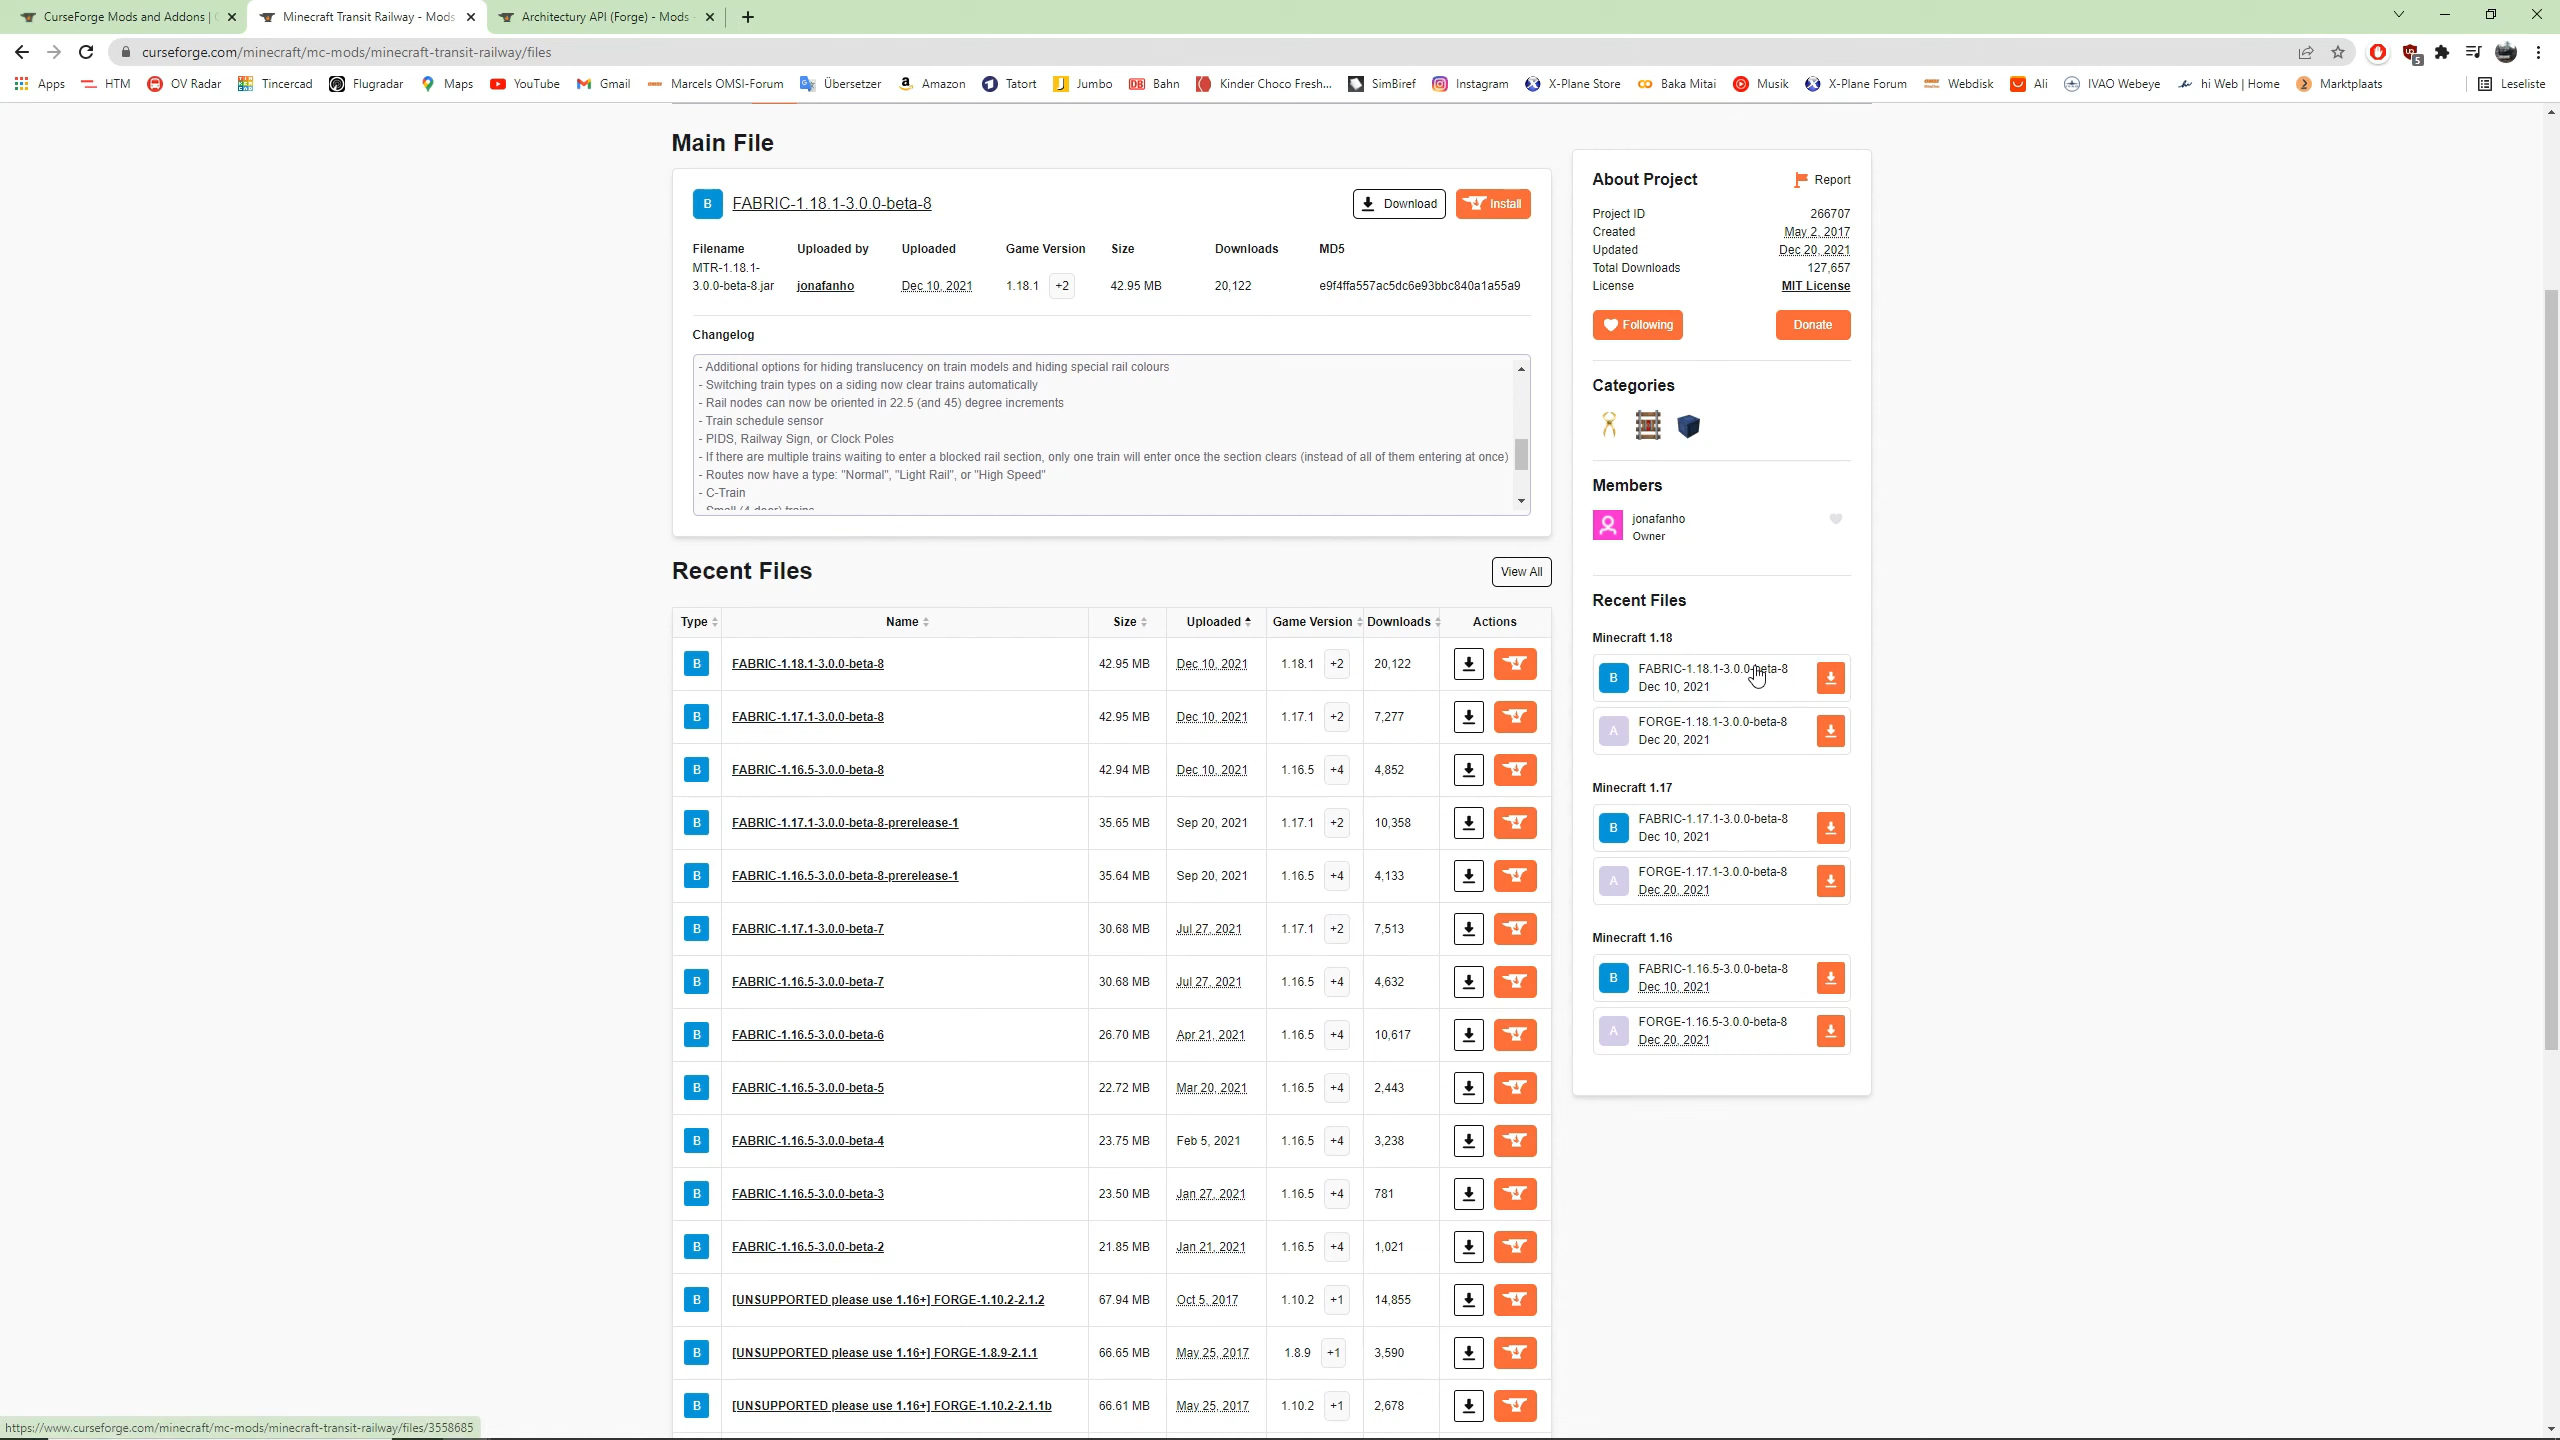 CurseForge Mods and Addons |
Minecraft Transit Railway - Mods
Architectury API (Forge) - Mods
curseforge.com/minecraft/mc-mods/minecraft-transit-railway/files
5
Apps HTM OV Radar Tincercad Flugradar Maps YouTube Gmail Marcels OMSI-Forum Übersetzer Amazon Tatort Jumbo Bahn Kinder Choco Fresh... SimBiref Instagram X-Plane Store Baka Mitai Musik X-Plane Forum Webdisk Ali IVAO Webeye hi Web | Home Marktplaats Leseliste
Main File
B FABRIC-1.18.1-3.0.0-beta-8 Download Install
Filename Uploaded by Uploaded Game Version Size Downloads MD5
MTR-1.18.1-
3.0.0-beta-8.jar jonafanho Dec 10, 2021 1.18.1 +2 42.95 MB 20,122 e9f4ffa557ac5dc6e93bbc840a1a55a9
Changelog
- Additional options for hiding translucency on train models and hiding special rail colours
- Switching train types on a siding now clear trains automatically
- Rail nodes can now be oriented in 22.5 (and 45) degree increments
- Train schedule sensor
- PIDS, Railway Sign, or Clock Poles
- If there are multiple trains waiting to enter a blocked rail section, only one train will enter once the section clears (instead of all of them entering at once)
- Routes now have a type: "Normal", "Light Rail", or "High Speed"
- C-Train
- Small (4-door) trains
Recent Files View All
Type Name Size Uploaded Game Version Downloads Actions
B FABRIC-1.18.1-3.0.0-beta-8 42.95 MB Dec 10, 2021 1.18.1 +2 20,122
B FABRIC-1.17.1-3.0.0-beta-8 42.95 MB Dec 10, 2021 1.17.1 +2 7,277
B FABRIC-1.16.5-3.0.0-beta-8 42.94 MB Dec 10, 2021 1.16.5 +4 4,852
B FABRIC-1.17.1-3.0.0-beta-8-prerelease-1 35.65 MB Sep 20, 2021 1.17.1 +2 10,358
B FABRIC-1.16.5-3.0.0-beta-8-prerelease-1 35.64 MB Sep 20, 2021 1.16.5 +4 4,133
B FABRIC-1.17.1-3.0.0-beta-7 30.68 MB Jul 27, 2021 1.17.1 +2 7,513
B FABRIC-1.16.5-3.0.0-beta-7 30.68 MB Jul 27, 2021 1.16.5 +4 4,632
B FABRIC-1.16.5-3.0.0-beta-6 26.70 MB Apr 21, 2021 1.16.5 +4 10,617
B FABRIC-1.16.5-3.0.0-beta-5 22.72 MB Mar 20, 2021 1.16.5 +4 2,443
B FABRIC-1.16.5-3.0.0-beta-4 23.75 MB Feb 5, 2021 1.16.5 +4 3,238
B FABRIC-1.16.5-3.0.0-beta-3 23.50 MB Jan 27, 2021 1.16.5 +4 781
B FABRIC-1.16.5-3.0.0-beta-2 21.85 MB Jan 21, 2021 1.16.5 +4 1,021
B [UNSUPPORTED please use 1.16+] FORGE-1.10.2-2.1.2 67.94 MB Oct 5, 2017 1.10.2 +1 14,855
B [UNSUPPORTED please use 1.16+] FORGE-1.8.9-2.1.1 66.65 MB May 25, 2017 1.8.9 +1 3,590
B [UNSUPPORTED please use 1.16+] FORGE-1.10.2-2.1.1b 66.61 MB May 25, 2017 1.10.2 +1 2,678
About Project Report
Project ID 266707
Created May 2, 2017
Updated Dec 20, 2021
Total Downloads 127,657
License MIT License
Following Donate
Categories
Members
jonafanho
Owner
Recent Files
Minecraft 1.18
B FABRIC-1.18.1-3.0.0-beta-8
Dec 10, 2021
A FORGE-1.18.1-3.0.0-beta-8
Dec 20, 2021
Minecraft 1.17
B FABRIC-1.17.1-3.0.0-beta-8
Dec 10, 2021
A FORGE-1.17.1-3.0.0-beta-8
Dec 20, 2021
Minecraft 1.16
B FABRIC-1.16.5-3.0.0-beta-8
Dec 10, 2021
A FORGE-1.16.5-3.0.0-beta-8
Dec 20, 2021
https://www.curseforge.com/minecraft/mc-mods/minecraft-transit-railway/files/3558685